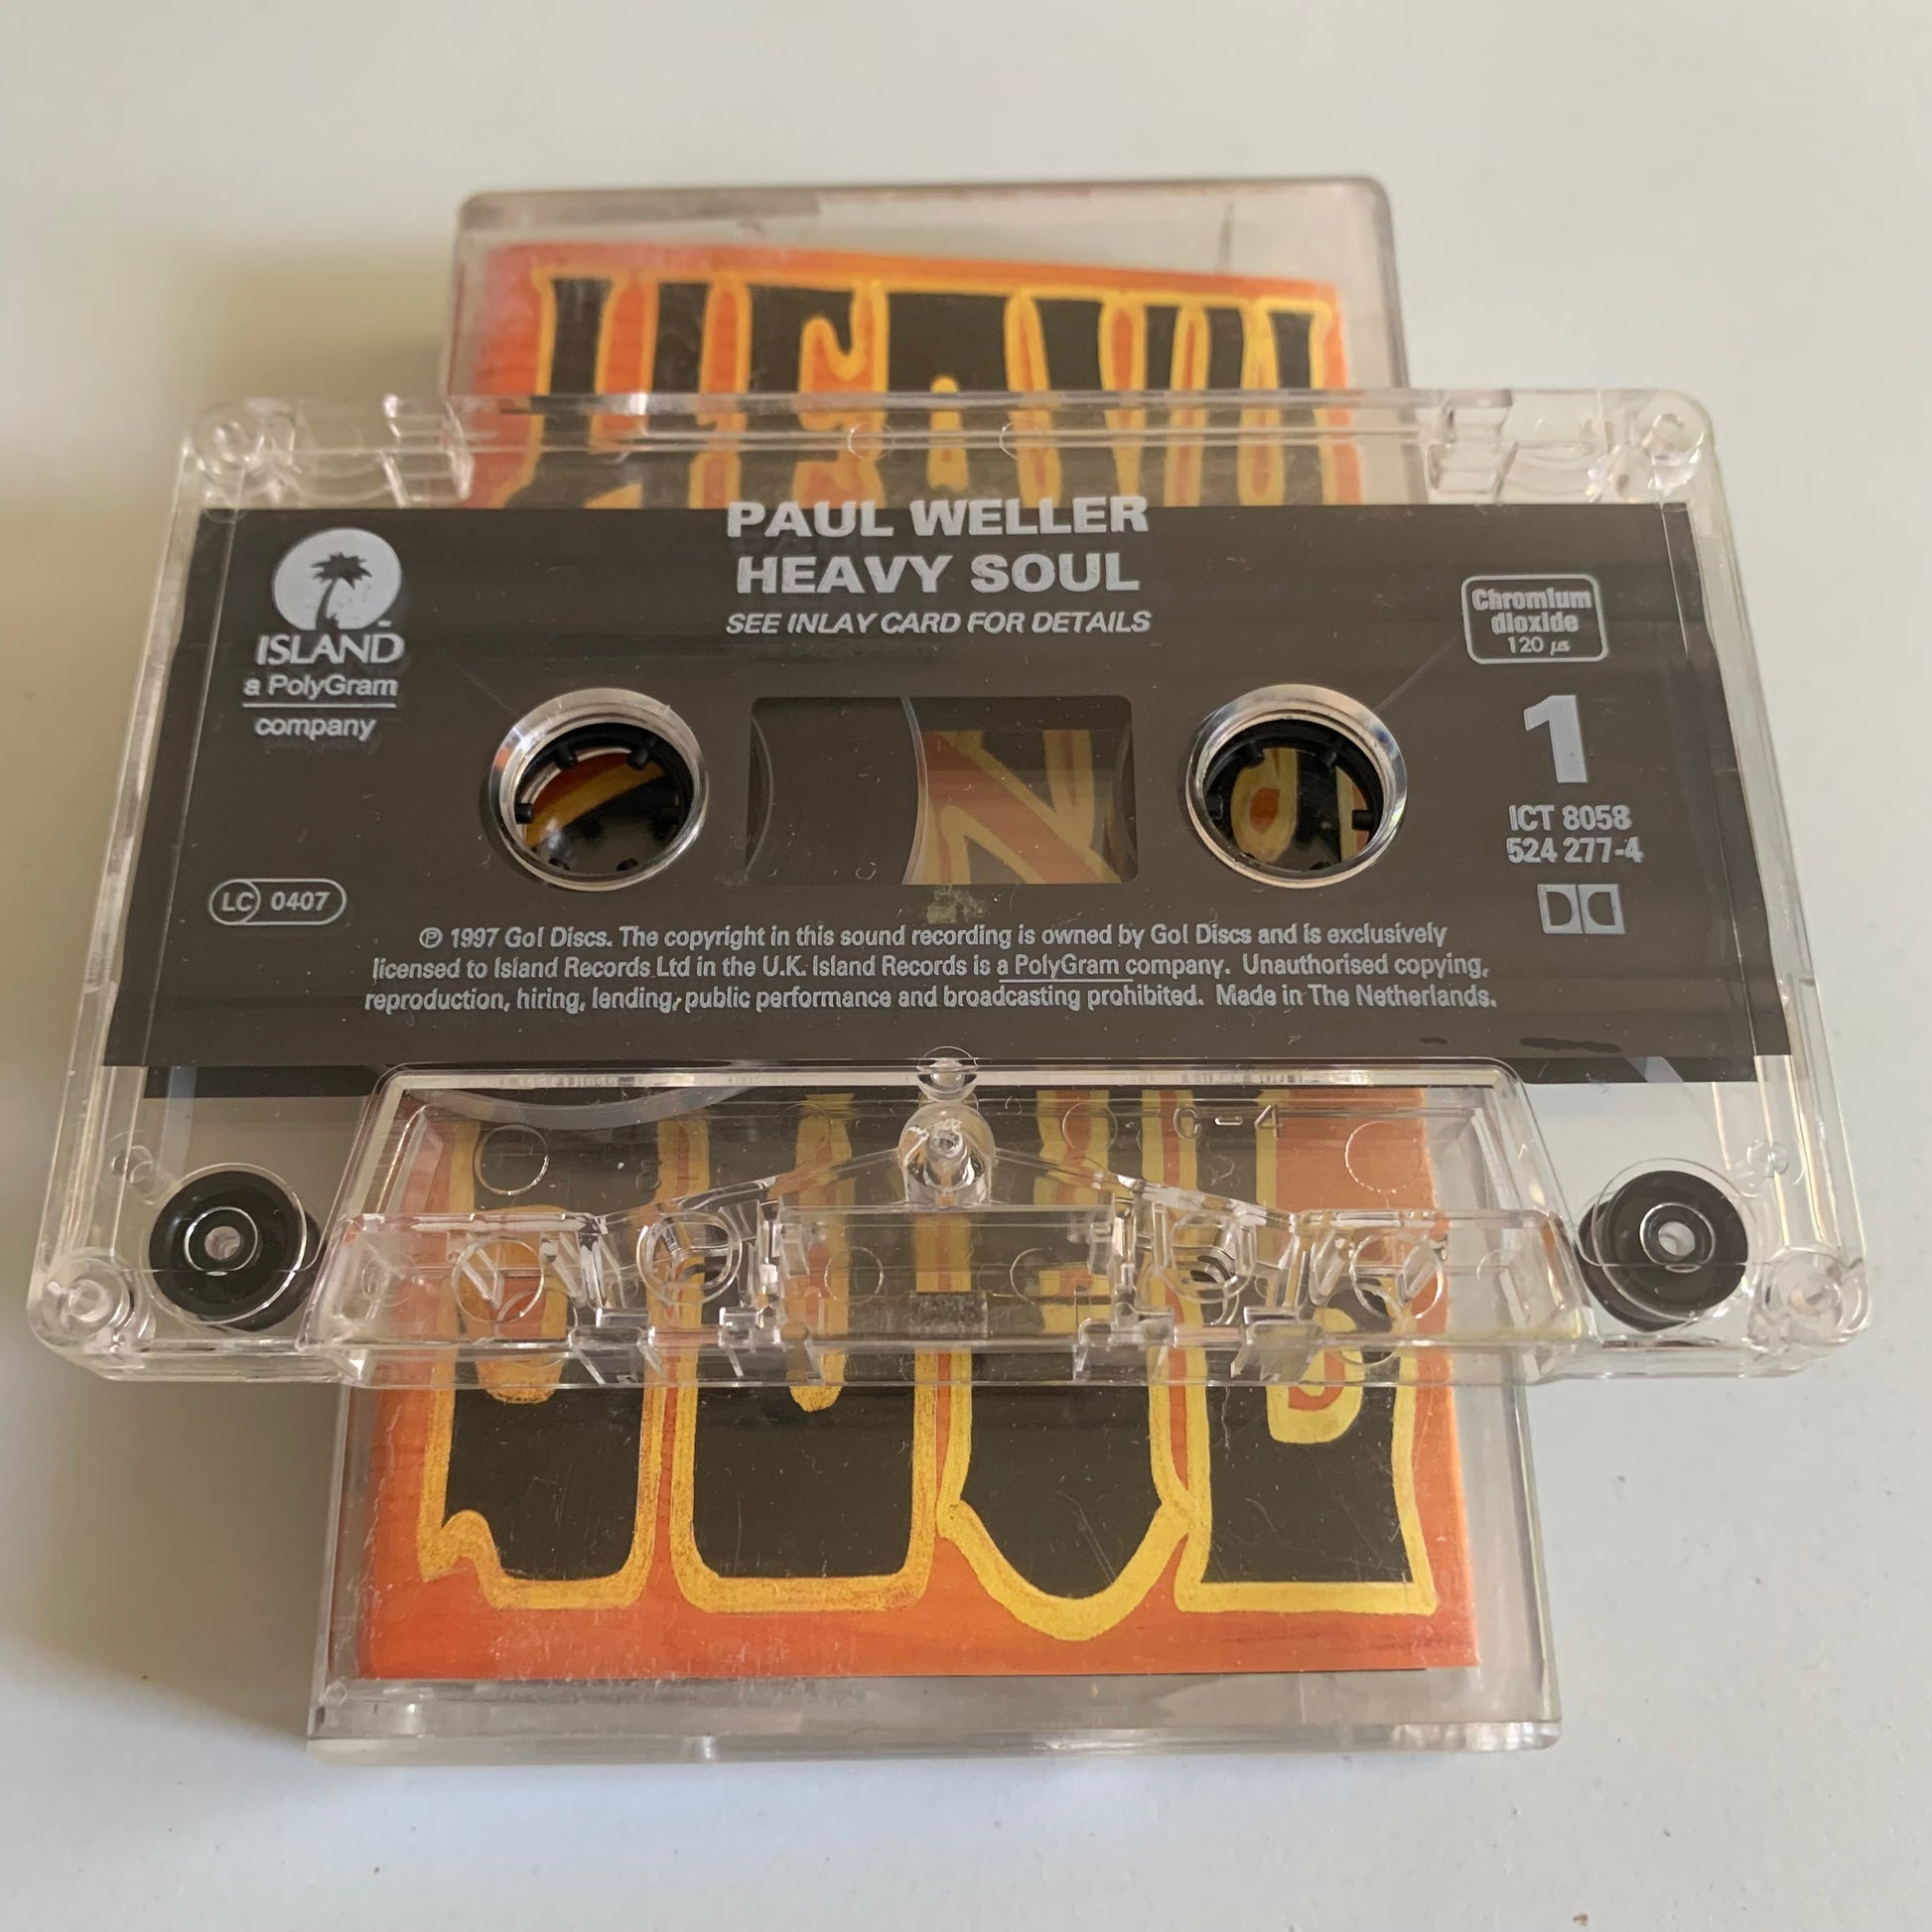 HEAVY
PAUL WELLER
HEAVY SOUL
SEE INLAY CARD FOR DETAILS
ISLAND
a PolyGram
company
Chromium
dioxide
120 µs
1
ICT 8058
524 277-4
LC 0407
℗ 1997 Go! Discs. The copyright in this sound recording is owned by Go! Discs and is exclusively
licensed to Island Records Ltd in the U.K. Island Records is a PolyGram company. Unauthorised copying,
reproduction, hiring, lending, public performance and broadcasting prohibited. Made in The Netherlands.
C-4